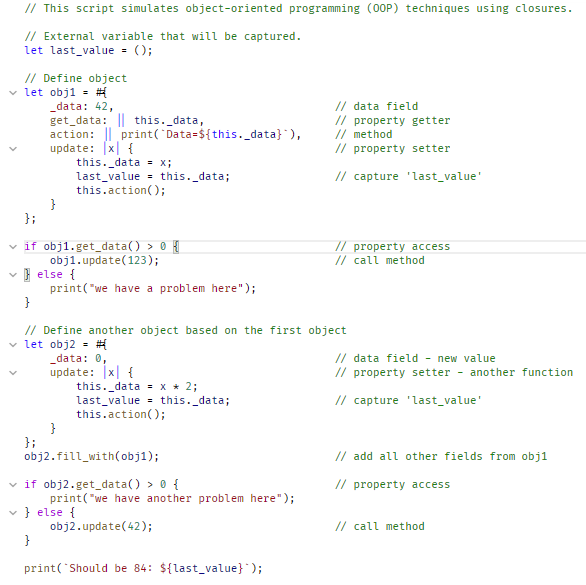 // This script simulates object-oriented programming (OOP) techniques using closures.
// External variable that will be captured.
let last_value = ();
// Define object
let obj1 = #{
    _data: 42,                                  // data field
    get_data: || this._data,                    // property getter
    action: || print(`Data=${this._data}`),     // method
    update: |x| {                               // property setter
        this._data = x;
        last_value = this._data;                // capture 'last_value'
        this.action();
    }
};
if obj1.get_data() > 0 {                        // property access
    obj1.update(123);                           // call method
} else {
    print("we have a problem here");
}
// Define another object based on the first object
let obj2 = #{
    _data: 0,                                   // data field - new value
    update: |x| {                               // property setter - another function
        this._data = x * 2;
        last_value = this._data;                // capture 'last_value'
        this.action();
    }
};
obj2.fill_with(obj1);                           // add all other fields from obj1
if obj2.get_data() > 0 {                        // property access
    print("we have another problem here");
} else {
    obj2.update(42);                            // call method
}
print(`Should be 84: ${last_value}`);